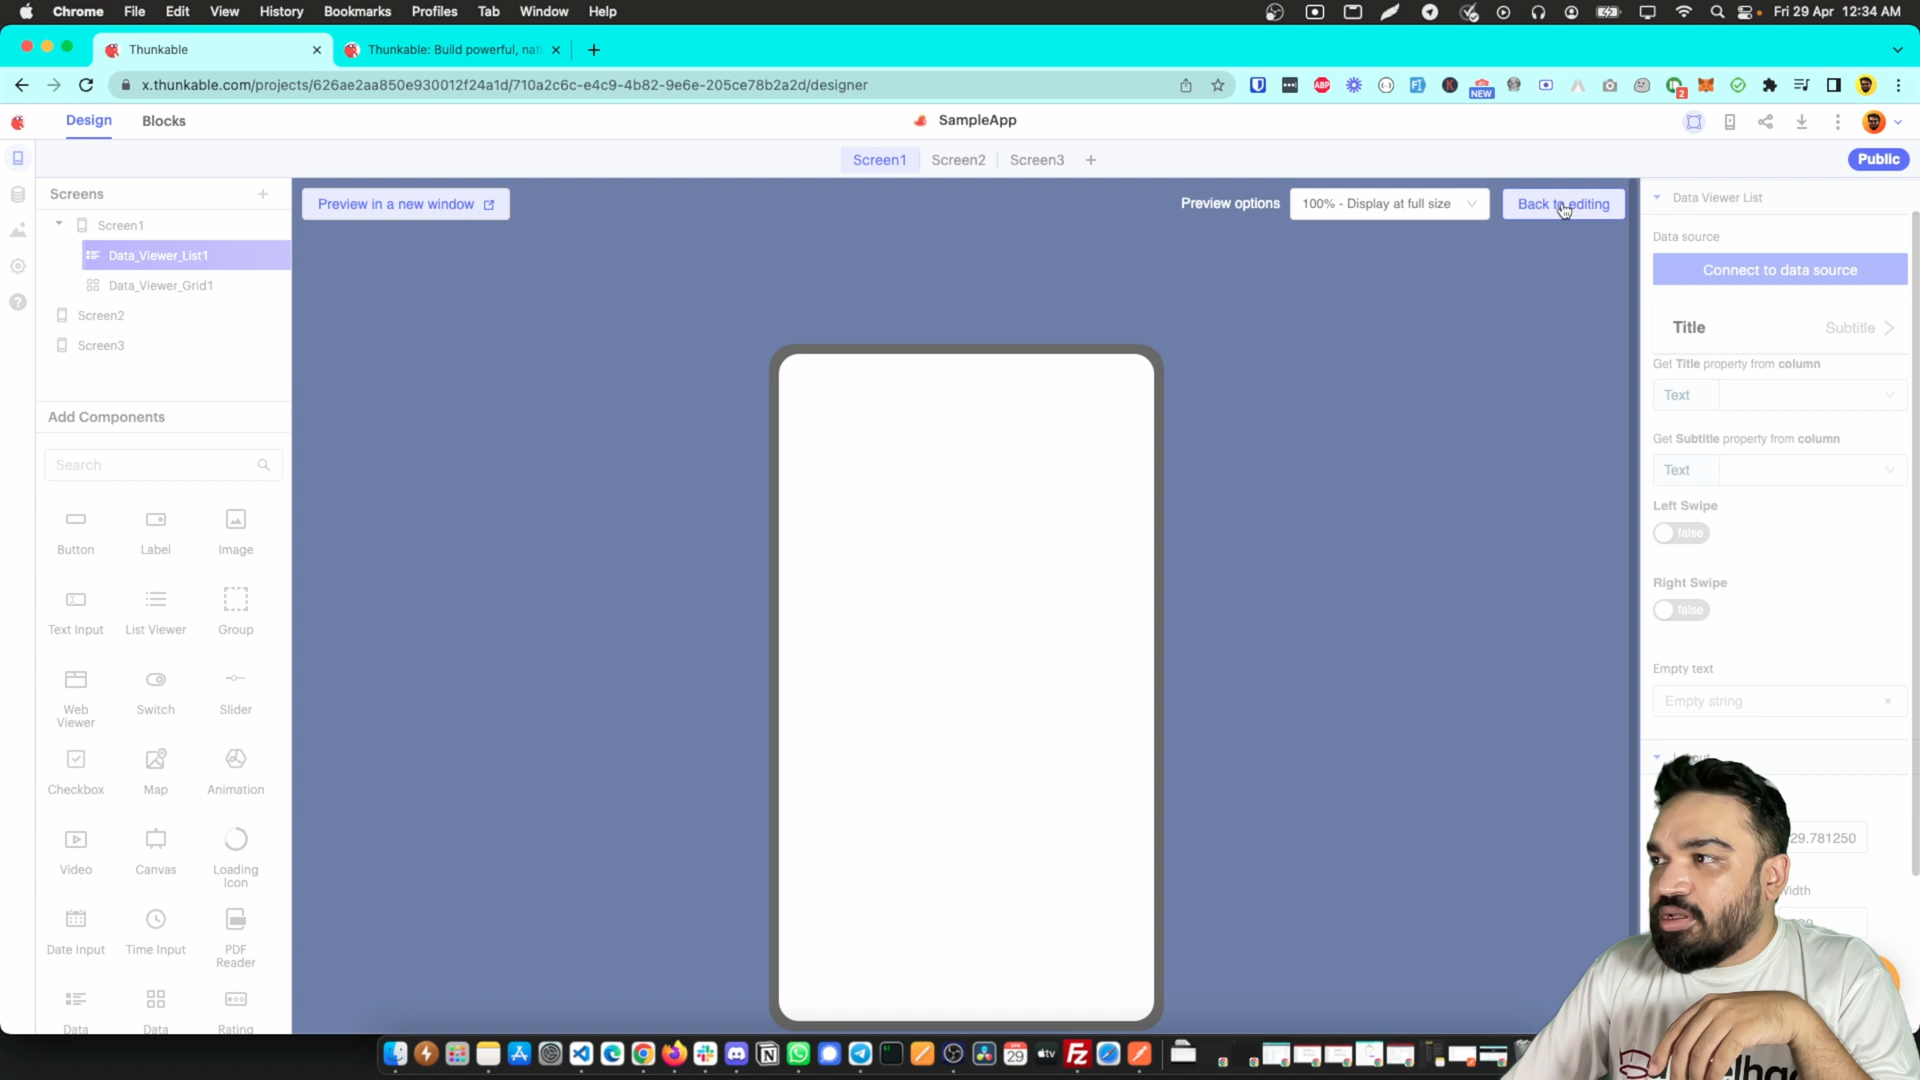 Chrome File Edit View History Bookmarks Profiles Tab Window Help
Fri 29 Apr 12:34 AM
Thunkable
Thunkable: Build powerful, nati
x.thunkable.com/projects/626ae2aa850e930012f24a1d/710a2c6c-e4c9-4b82-9e6e-205ce78b2a2d/designer
NEW
2
Design
Blocks
SampleApp
Screen1
Screen2
Screen3
Public
Screens
Screen1
Data_Viewer_List1
Data_Viewer_Grid1
Screen2
Screen3
Add Components
Search
Button
Label
Image
Text Input
List Viewer
Group
Web Viewer
Switch
Slider
Checkbox
Map
Animation
Video
Canvas
Loading Icon
Date Input
Time Input
PDF Reader
Data
Data
Rating
Preview in a new window
Preview options
100% - Display at full size
Back to editing
Data Viewer List
Data source
Connect to data source
Title
Subtitle
Get Title property from column
Text
Get Subtitle property from column
Text
Left Swipe
false
Right Swipe
false
Empty text
Empty string
29.781250
Width